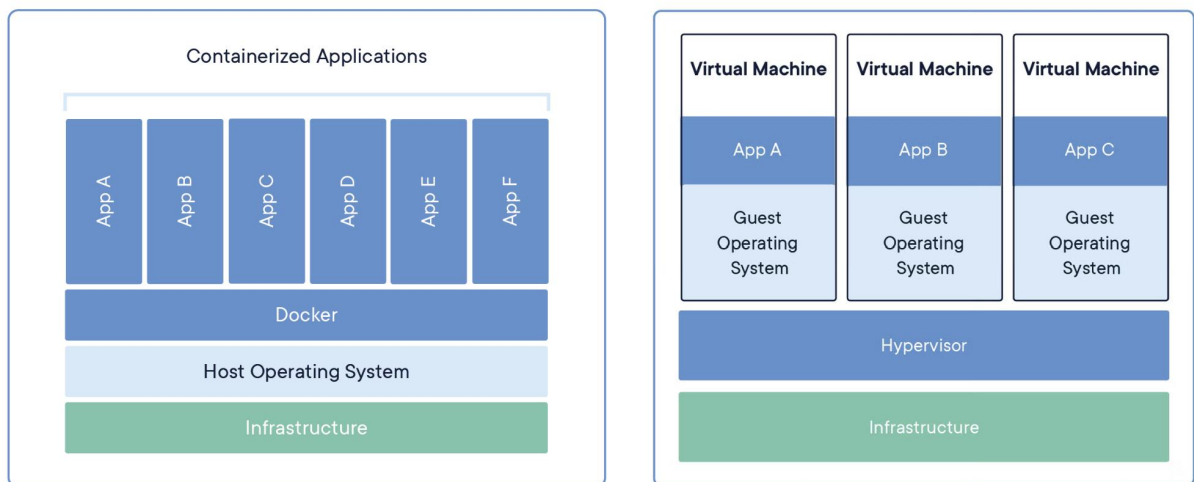 Containerized Applications
App A
App B
App C
App D
App E
App F
Docker
Host Operating System
Infrastructure
Virtual Machine
App A
Guest
Operating
System
Virtual Machine
App B
Guest
Operating
System
Virtual Machine
App C
Guest
Operating
System
Hypervisor
Infrastructure